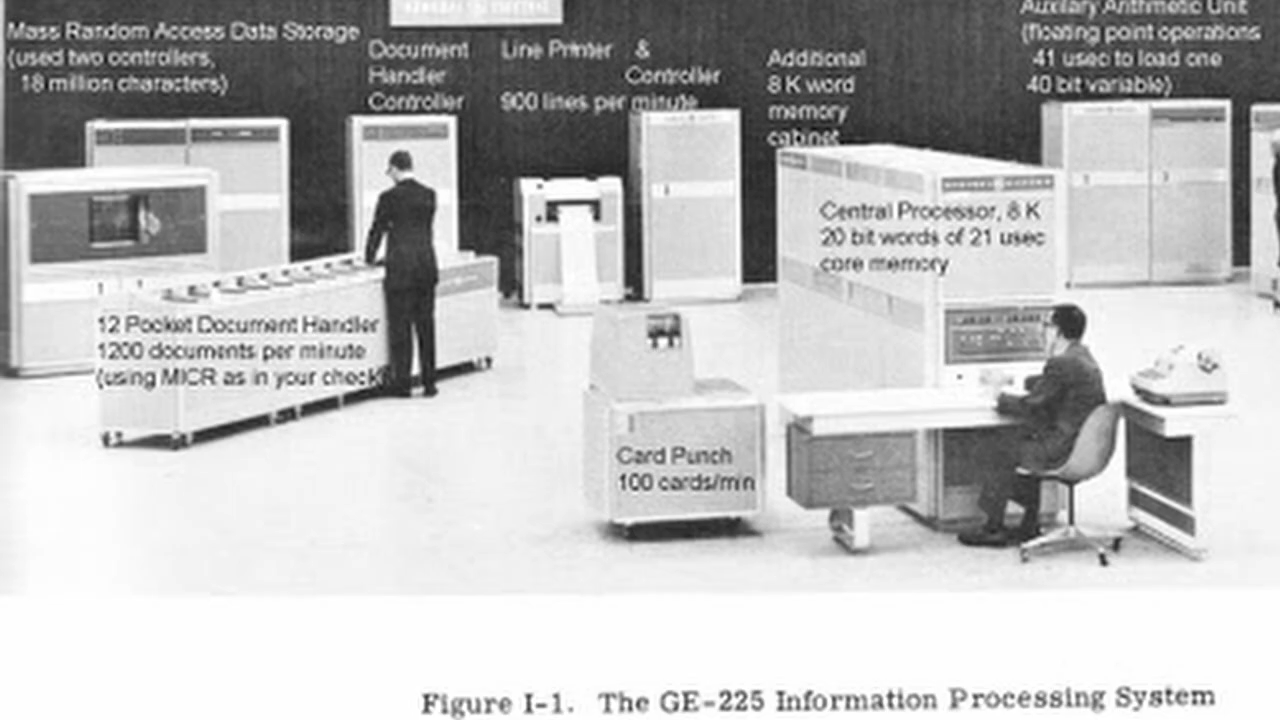 GENERAL ELECTRIC
Mass Random Access Data Storage
(used two controllers,
18 million characters)
Document
Handler
Controller
Line Printer &
Controller
900 lines per minute
Additional
8 K word
memory
cabinet
Auxiliary Arithmetic Unit
(floating point operations
41 usec to load one
40 bit variable)
Central Processor, 8 K
20 bit words of 21 usec
core memory
12 Pocket Document Handler
1200 documents per minute
(using MICR as in your check)
Card Punch
100 cards/min
Figure I-1. The GE-225 Information Processing System